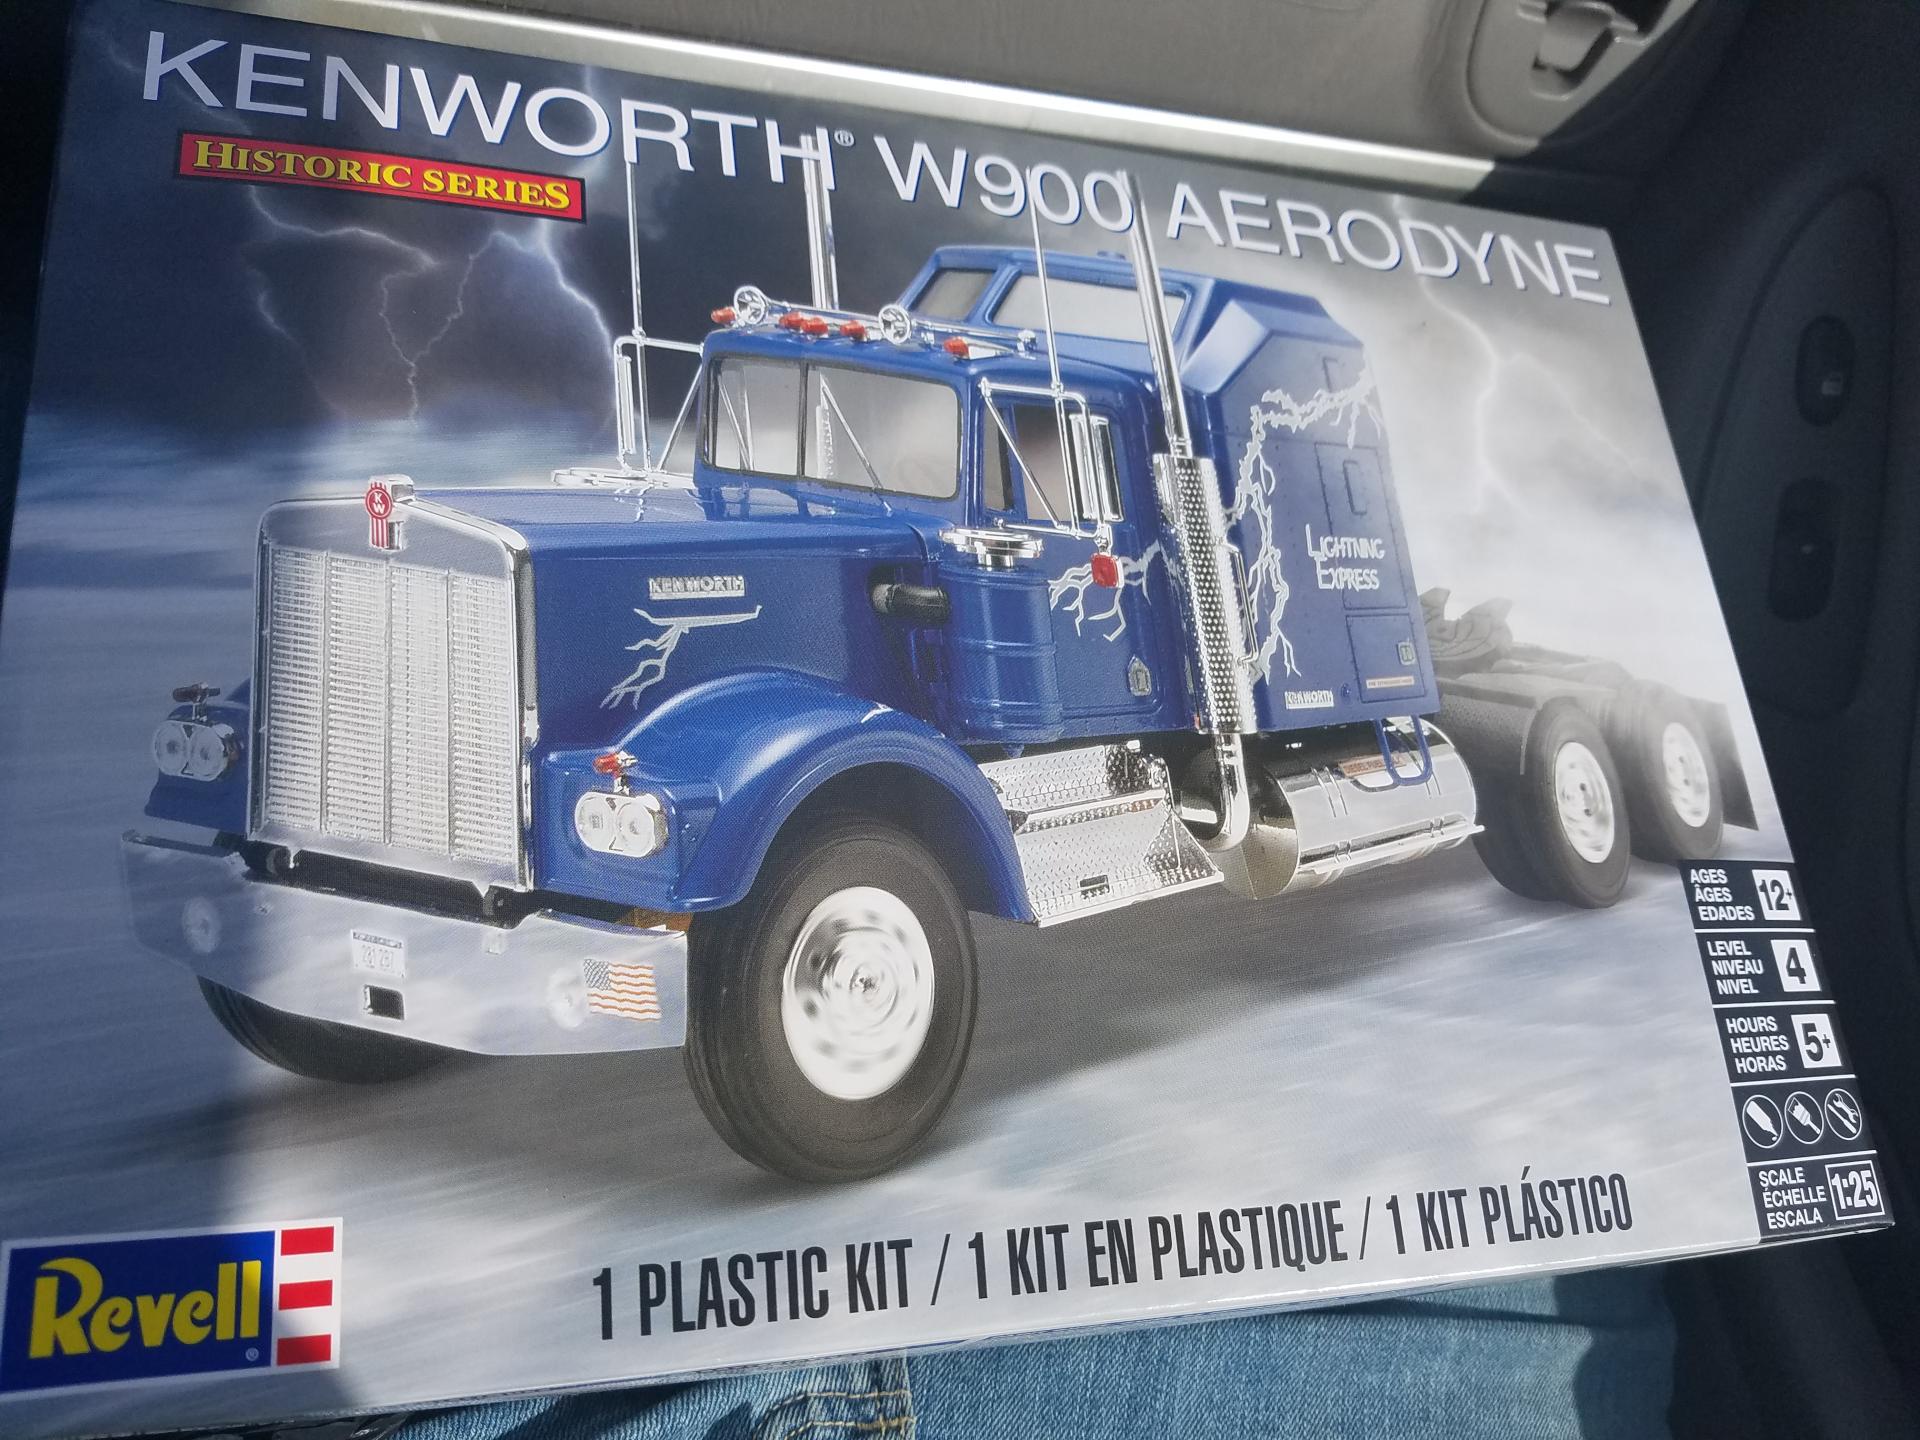 KENWORTH® W900 AERODYNE
HISTORIC SERIES
KW
KENWORTH
LIGHTNING
EXPRESS
KENWORTH
AGES
ÂGES
EDADES
12+
LEVEL
NIVEAU
NIVEL
4
HOURS
HEURES
HORAS
5+
SCALE
ÉCHELLE
ESCALA
1:25
1 PLASTIC KIT / 1 KIT EN PLASTIQUE / 1 KIT PLÁSTICO
Revell®